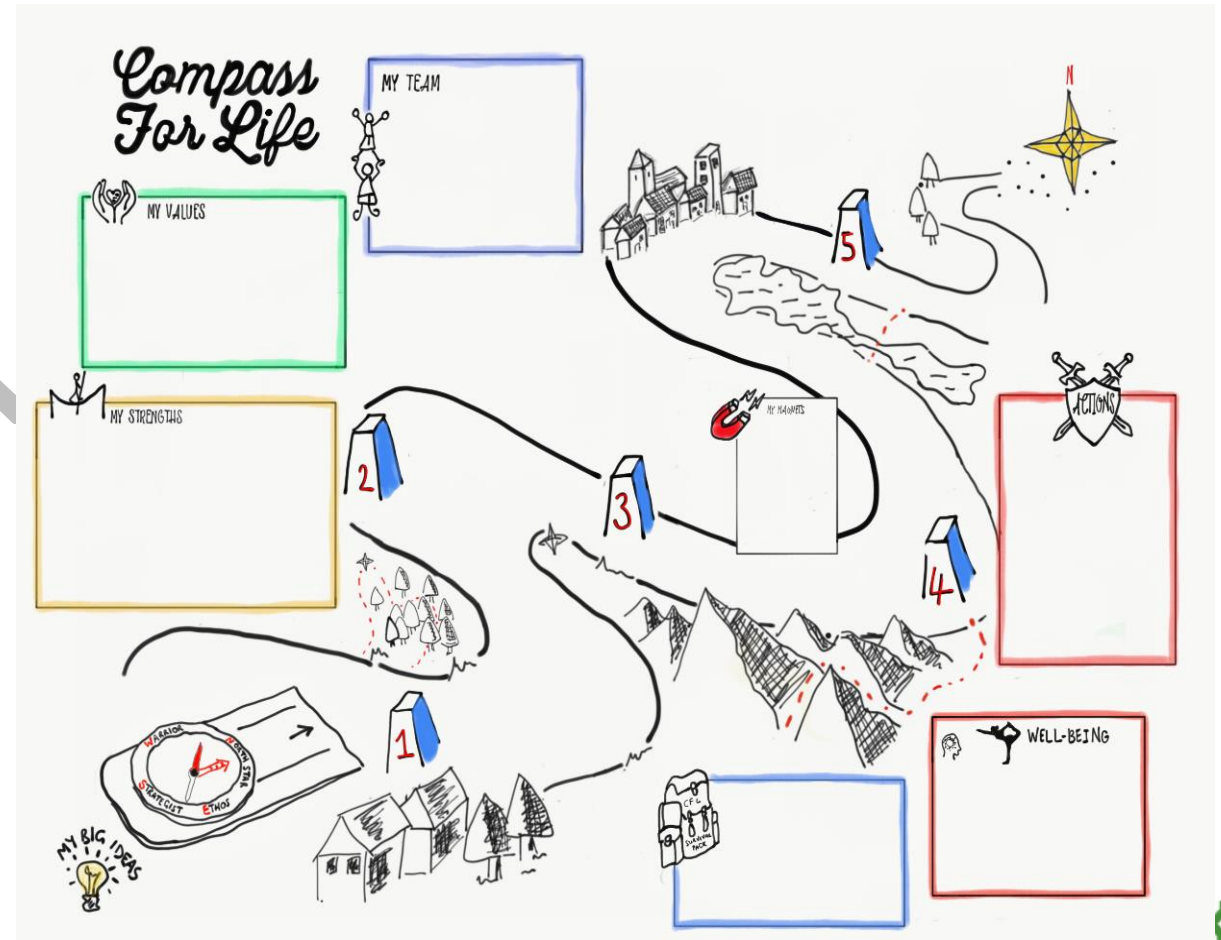 Compass
For Life
MY TEAM
N
MY VALUES
5
MY STRENGTHS
MY MAGNETS
ACTIONS
2
3
4
1
WARRIOR
NORTH STAR
STRATEGIST
ETHOS
WELL-BEING
CFL
SURVIVAL
PACK
MY BIG IDEAS